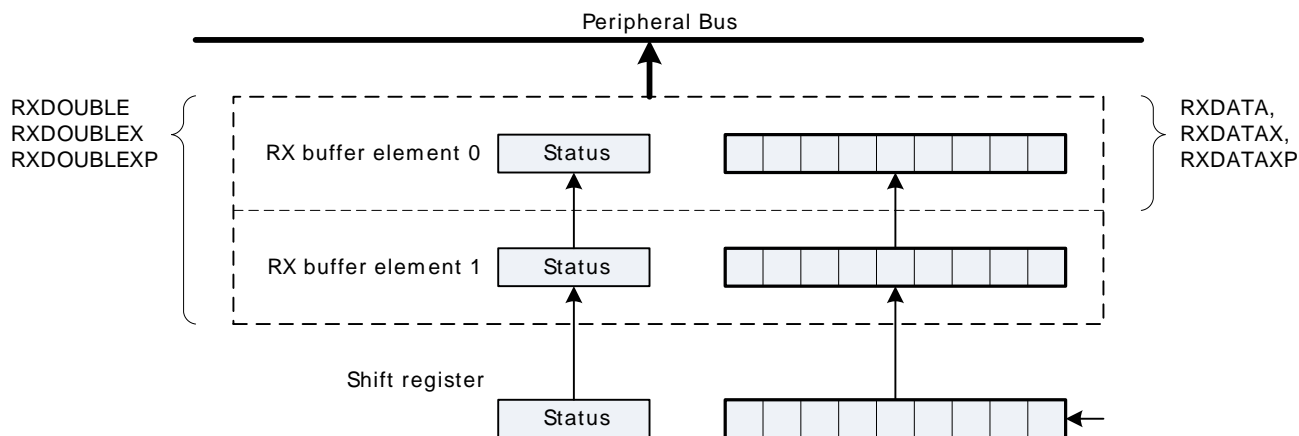 Peripheral Bus
RXDOUBLE
RXDOUBLEX
RXDOUBLEXP
RXDATA,
RXDATAX,
RXDATAXP
RX buffer element 0
Status
RX buffer element 1
Status
Shift register
Status